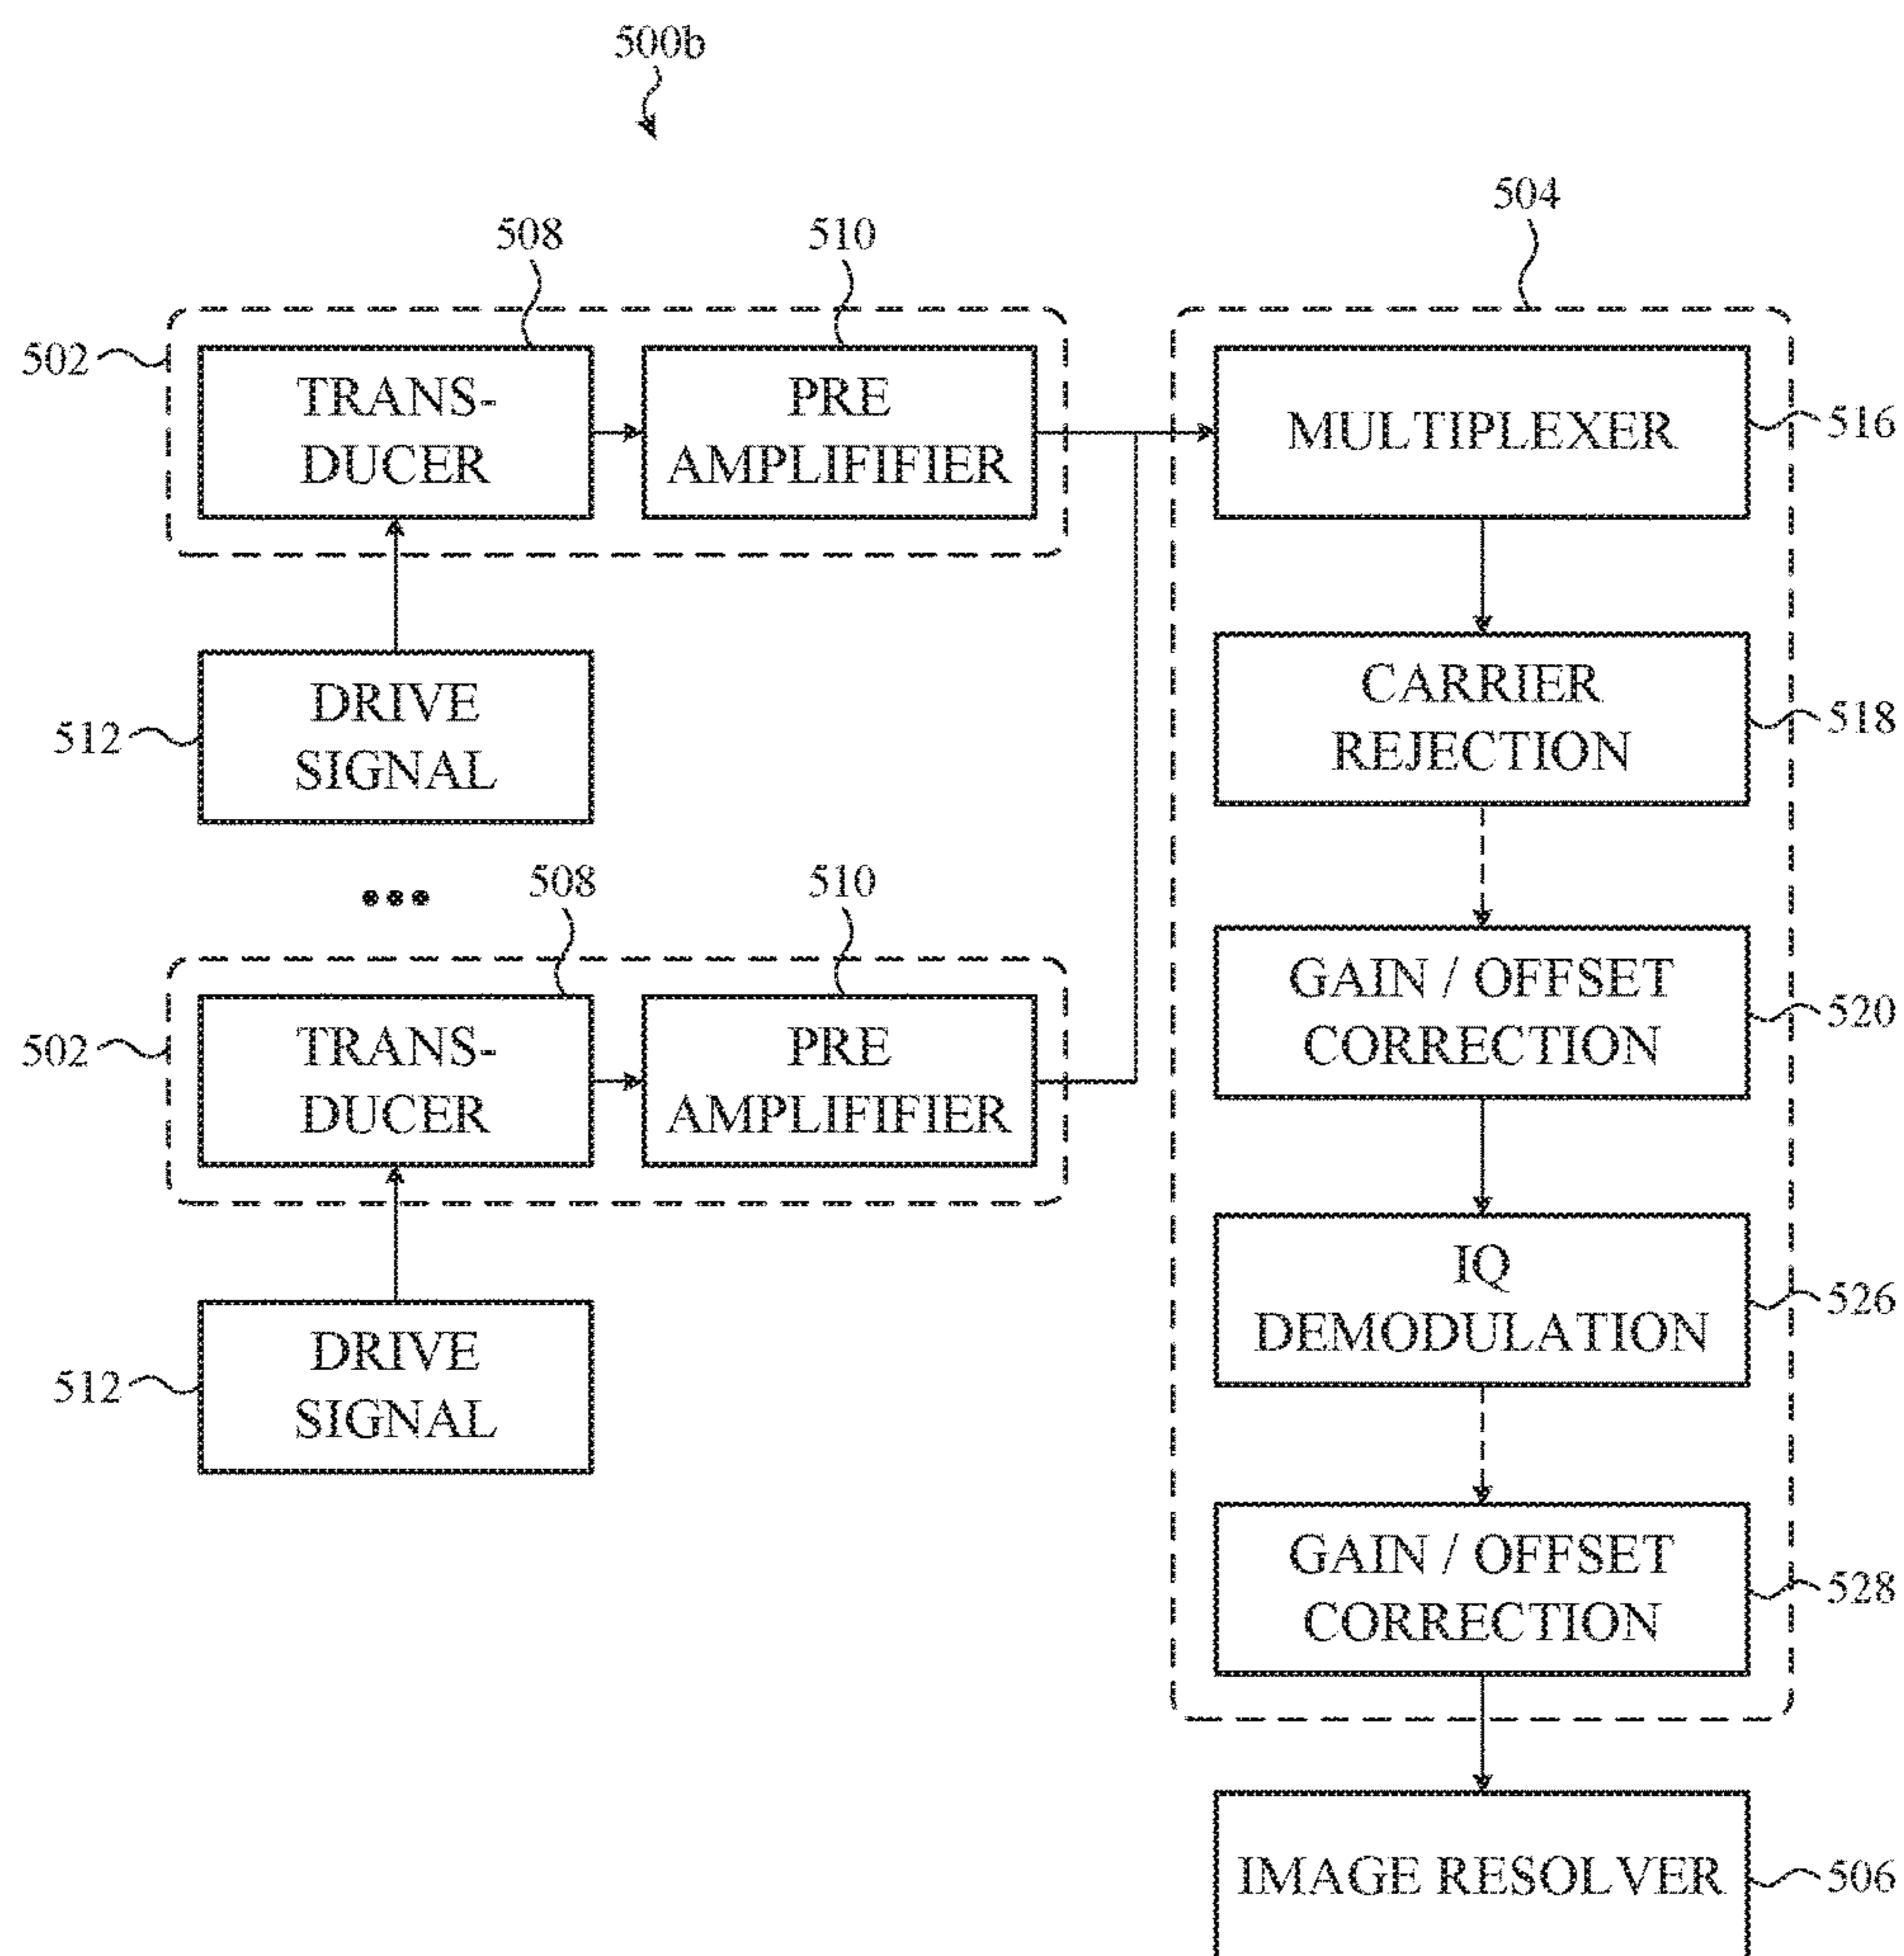 500b
504
508
510
502
TRANS-
DUCER
PRE
AMPLIFIFIER
MULTIPLEXER
516
DRIVE
SIGNAL
512
CARRIER
REJECTION
518
508
510
GAIN / OFFSET
CORRECTION
520
502
TRANS-
DUCER
PRE
AMPLIFIFIER
IQ
DEMODULATION
526
DRIVE
SIGNAL
512
GAIN / OFFSET
CORRECTION
528
IMAGE RESOLVER
506